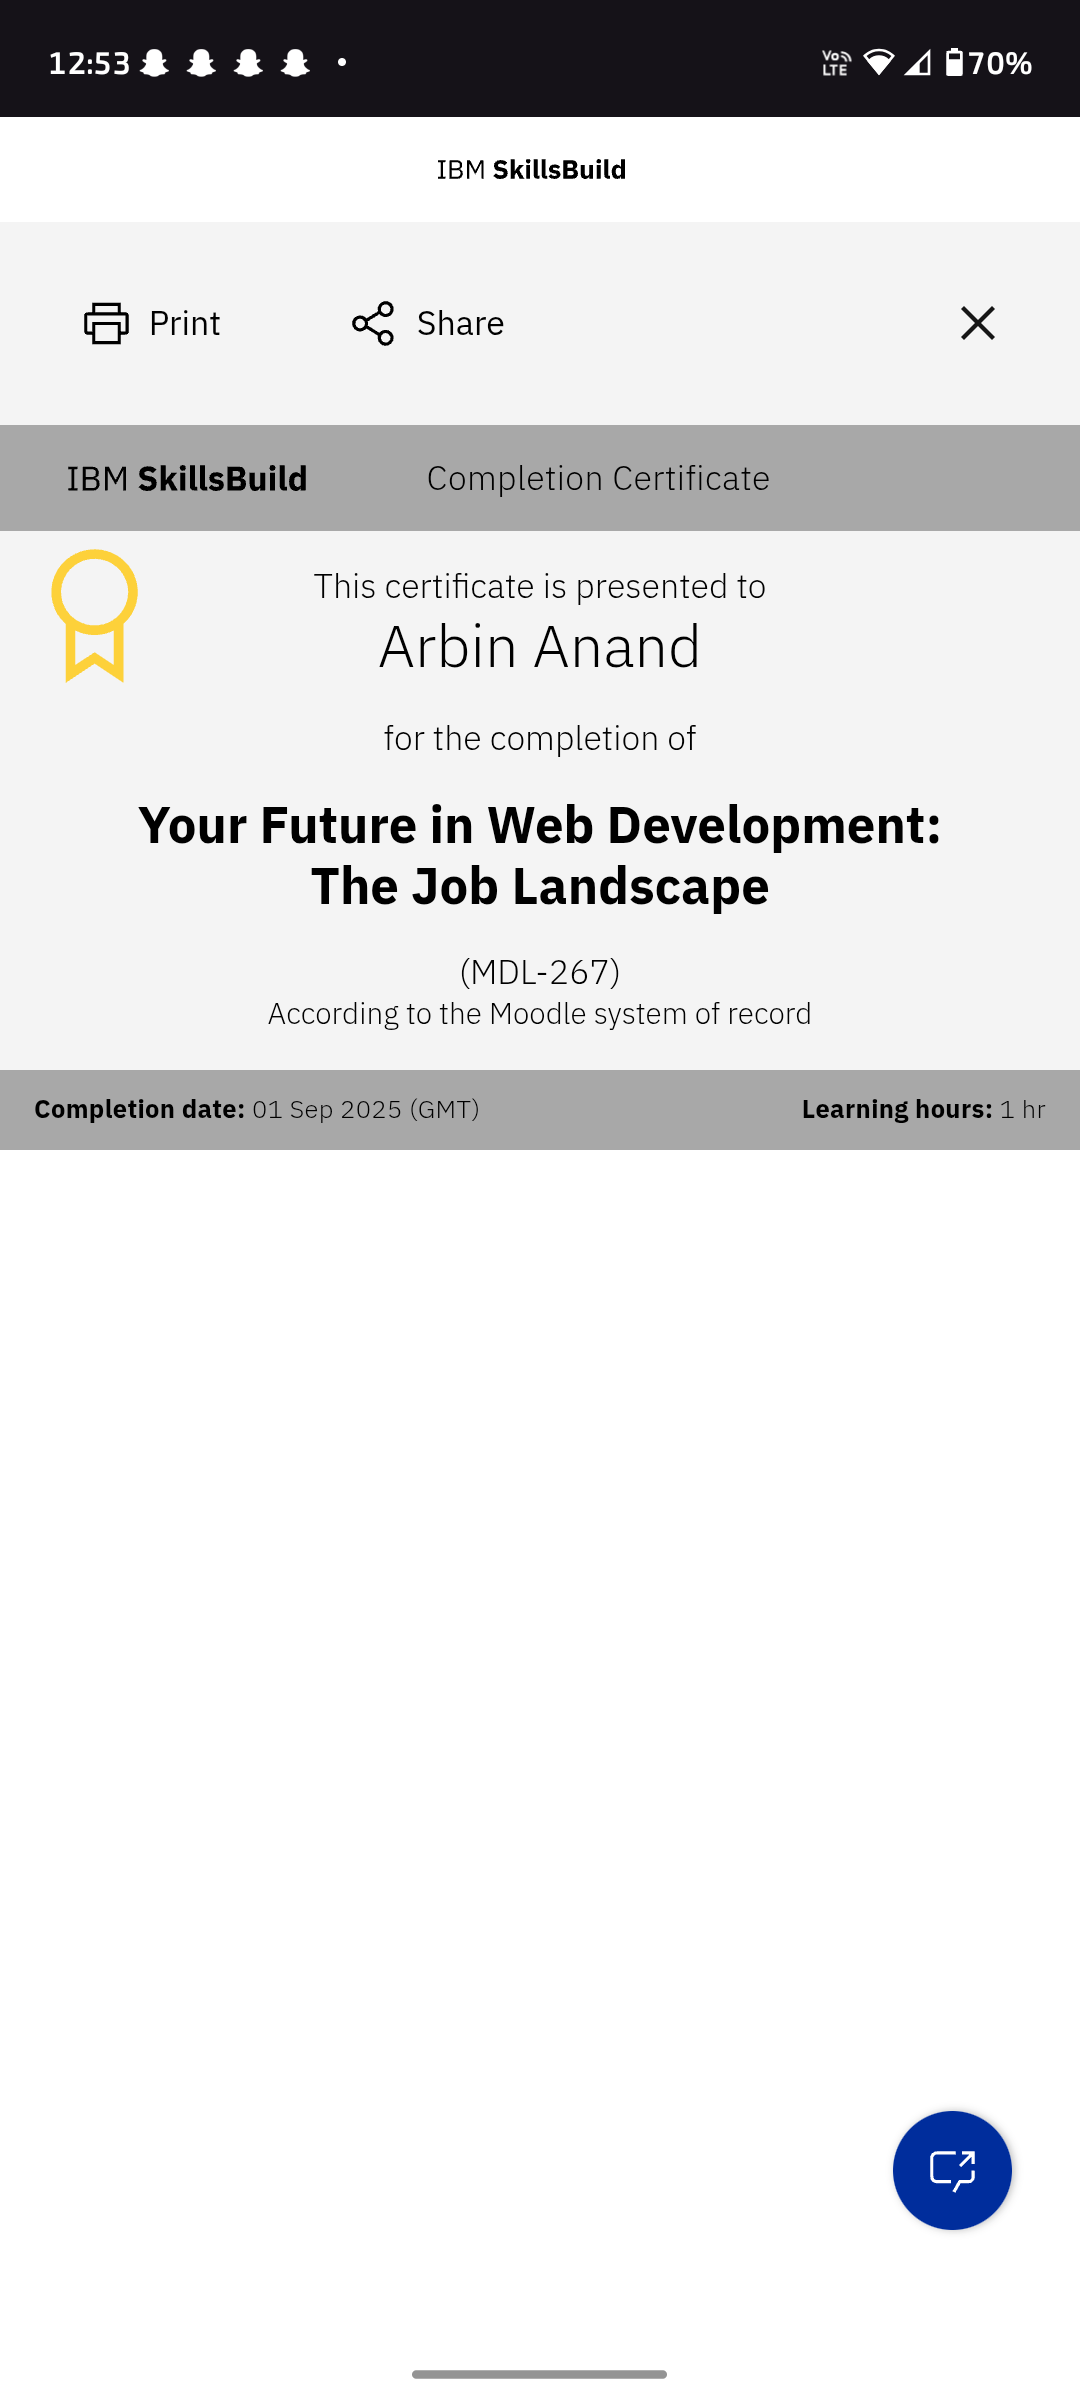 12:53
Vo LTE
70%
IBM SkillsBuild
Print
Share
IBM SkillsBuild
Completion Certificate
This certificate is presented to
Arbin Anand
for the completion of
Your Future in Web Development:
The Job Landscape
(MDL-267)
According to the Moodle system of record
Completion date: 01 Sep 2025 (GMT)
Learning hours: 1 hr